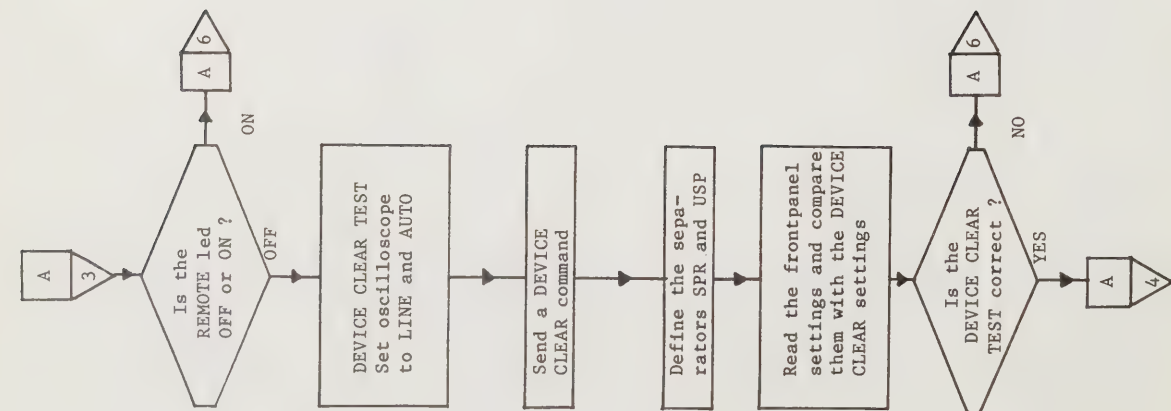 A
3
Is the
REMOTE led
OFF or ON ?
ON
A
6
OFF
DEVICE CLEAR TEST
Set oscilloscope
to LINE and AUTO
Send a DEVICE
CLEAR command
Define the sepa-
rators SPR and USP
Read the frontpanel
settings and compare
them with the DEVICE
CLEAR settings
Is the
DEVICE CLEAR
TEST correct ?
NO
A
6
YES
A
4